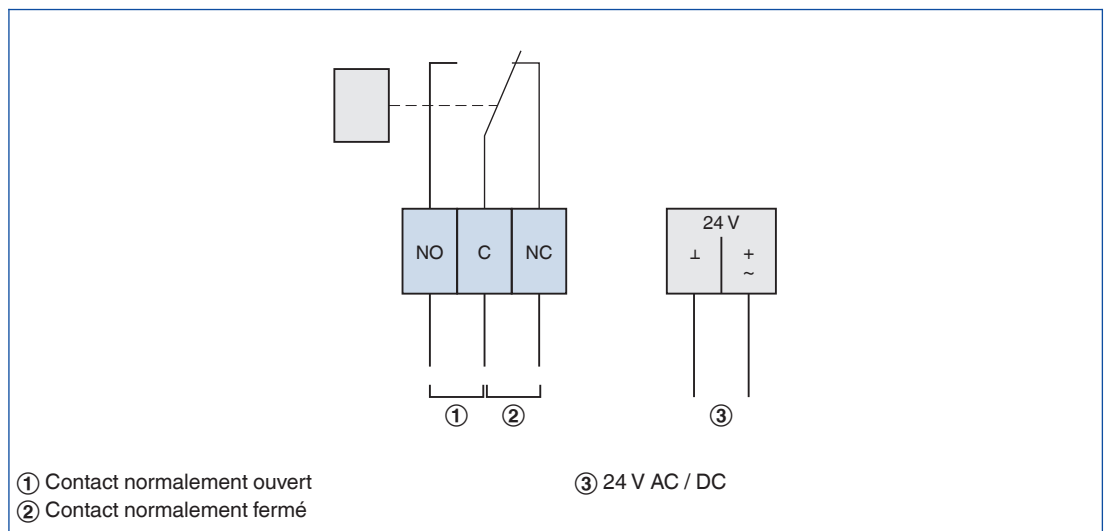 NO C NC
24 V
⊥ +
~
① ② ③
① Contact normalement ouvert
② Contact normalement fermé
③ 24 V AC / DC